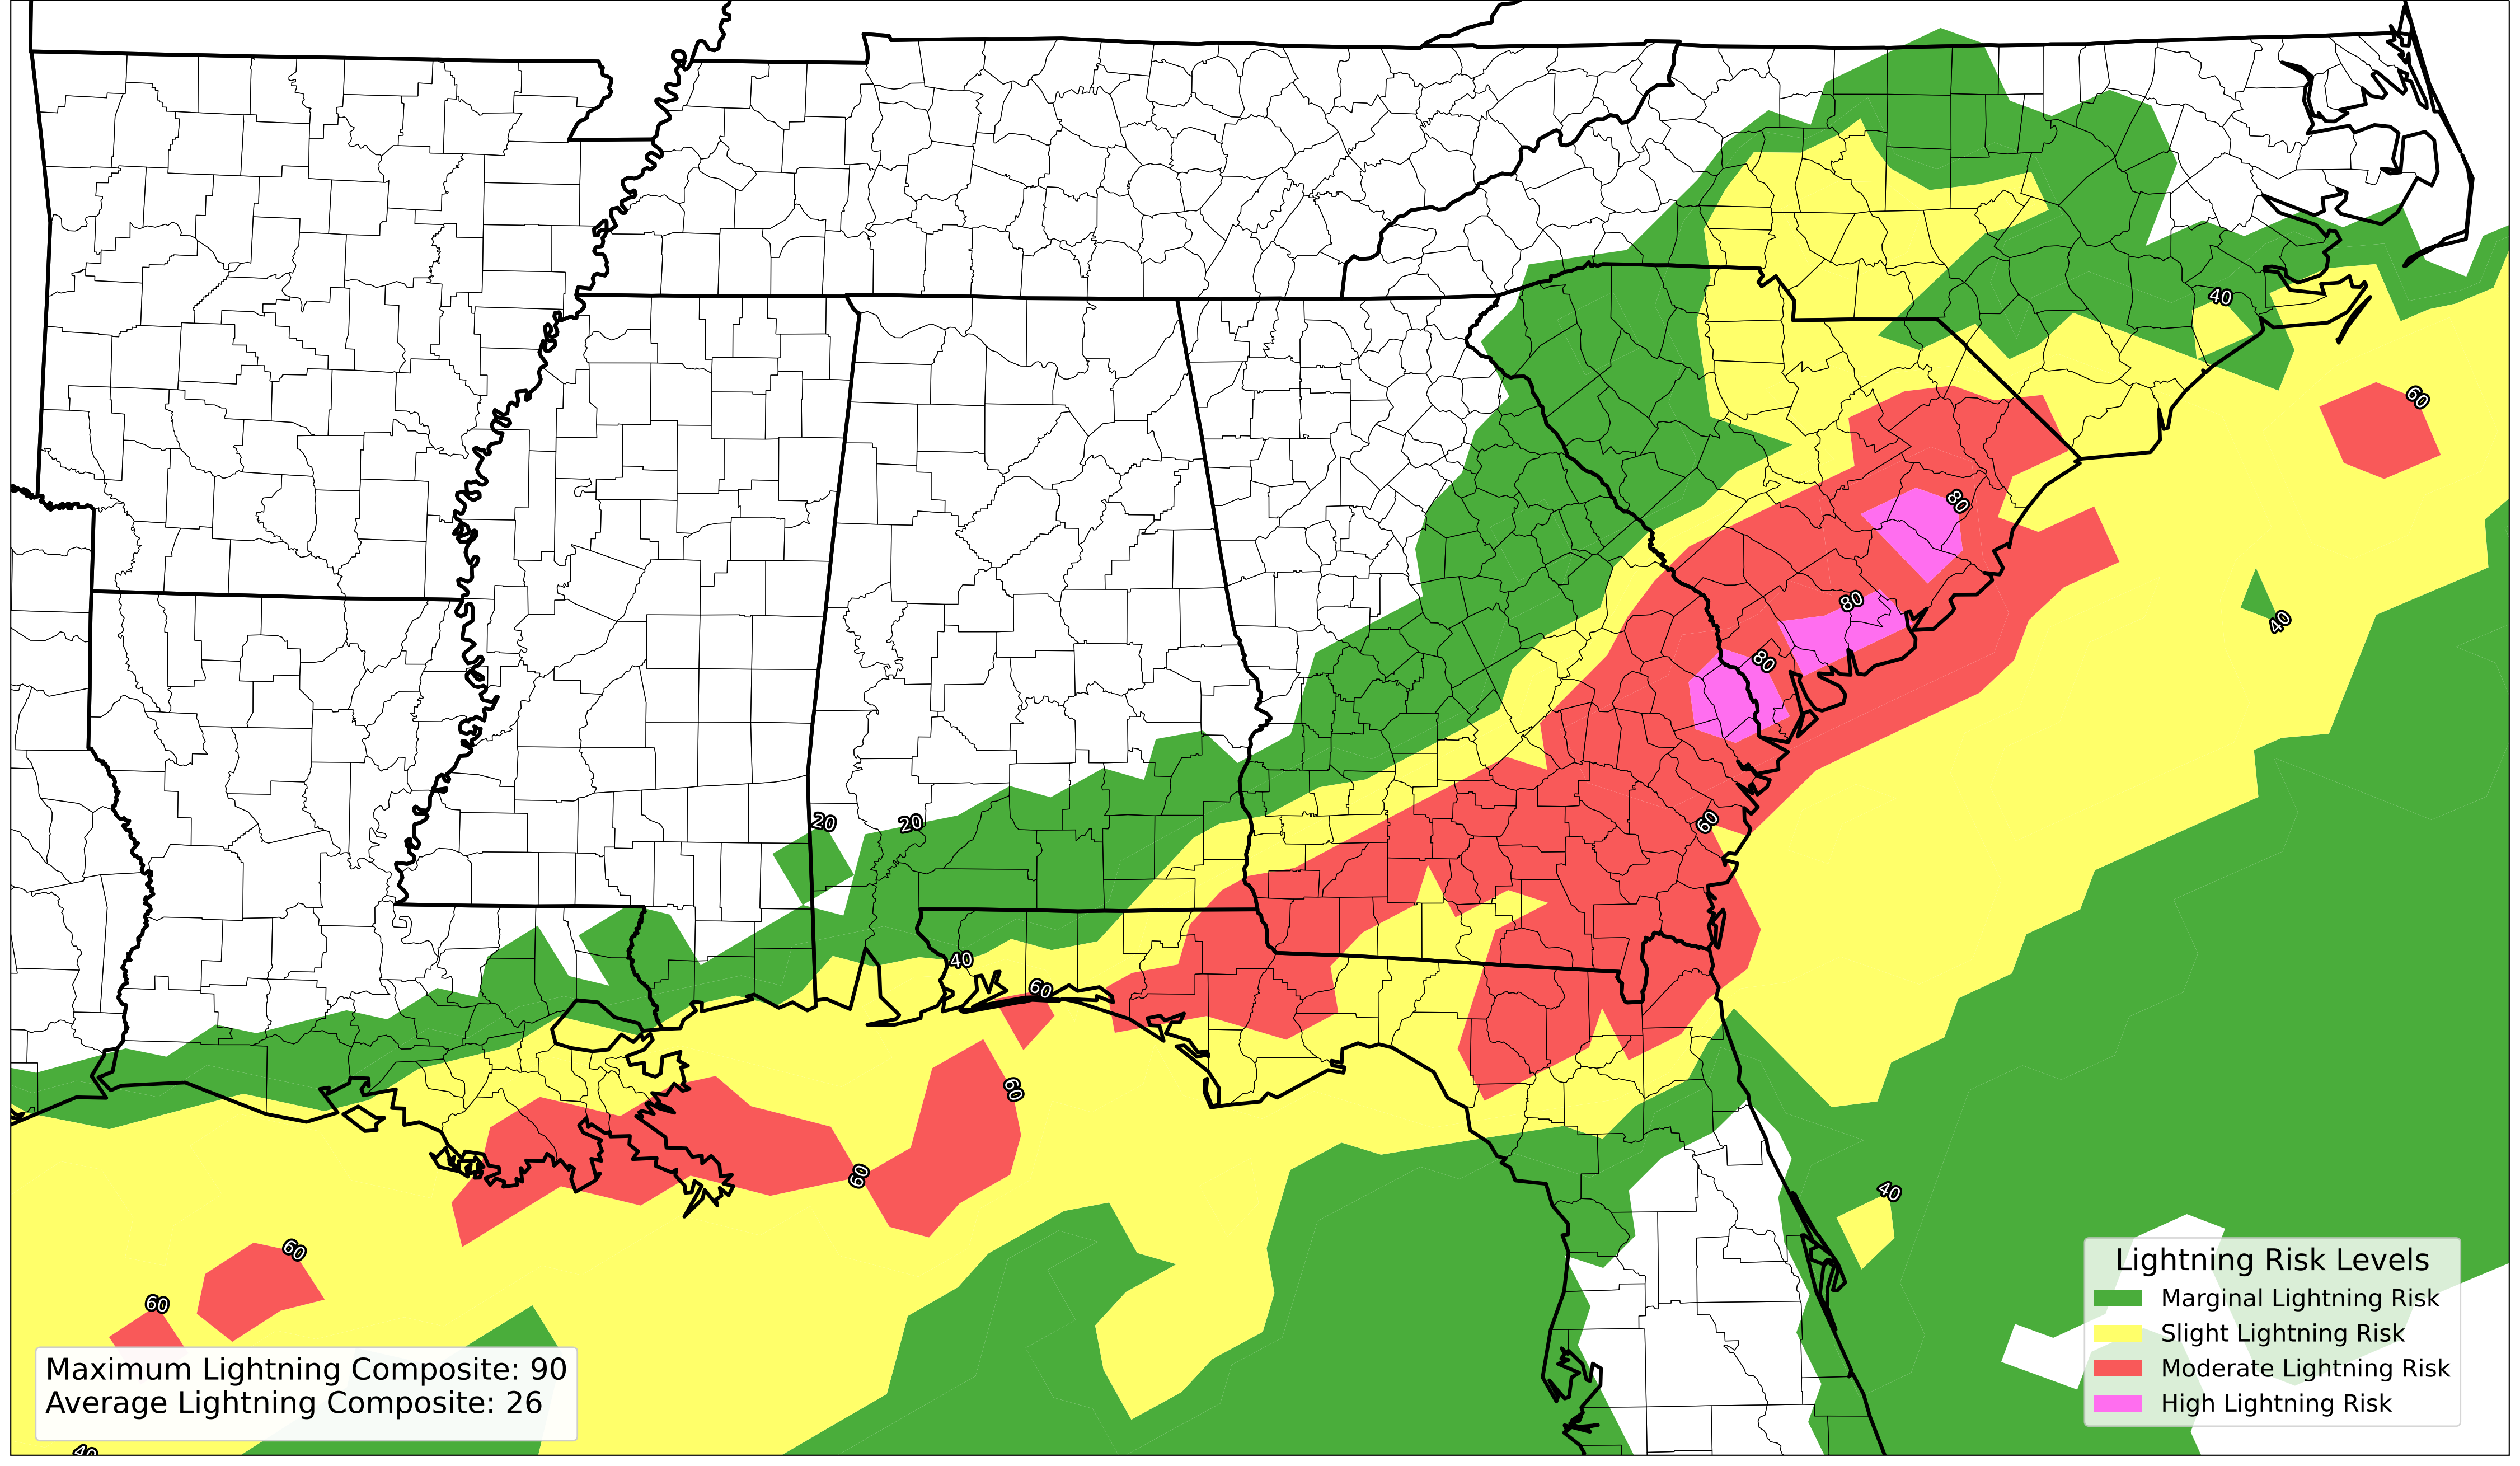 40
60
80
40
80
80
20
20
60
40
60
60
60
40
60
60
Lightning Risk Levels
Marginal Lightning Risk
Slight Lightning Risk
Moderate Lightning Risk
High Lightning Risk
Maximum Lightning Composite: 90
Average Lightning Composite: 26
40